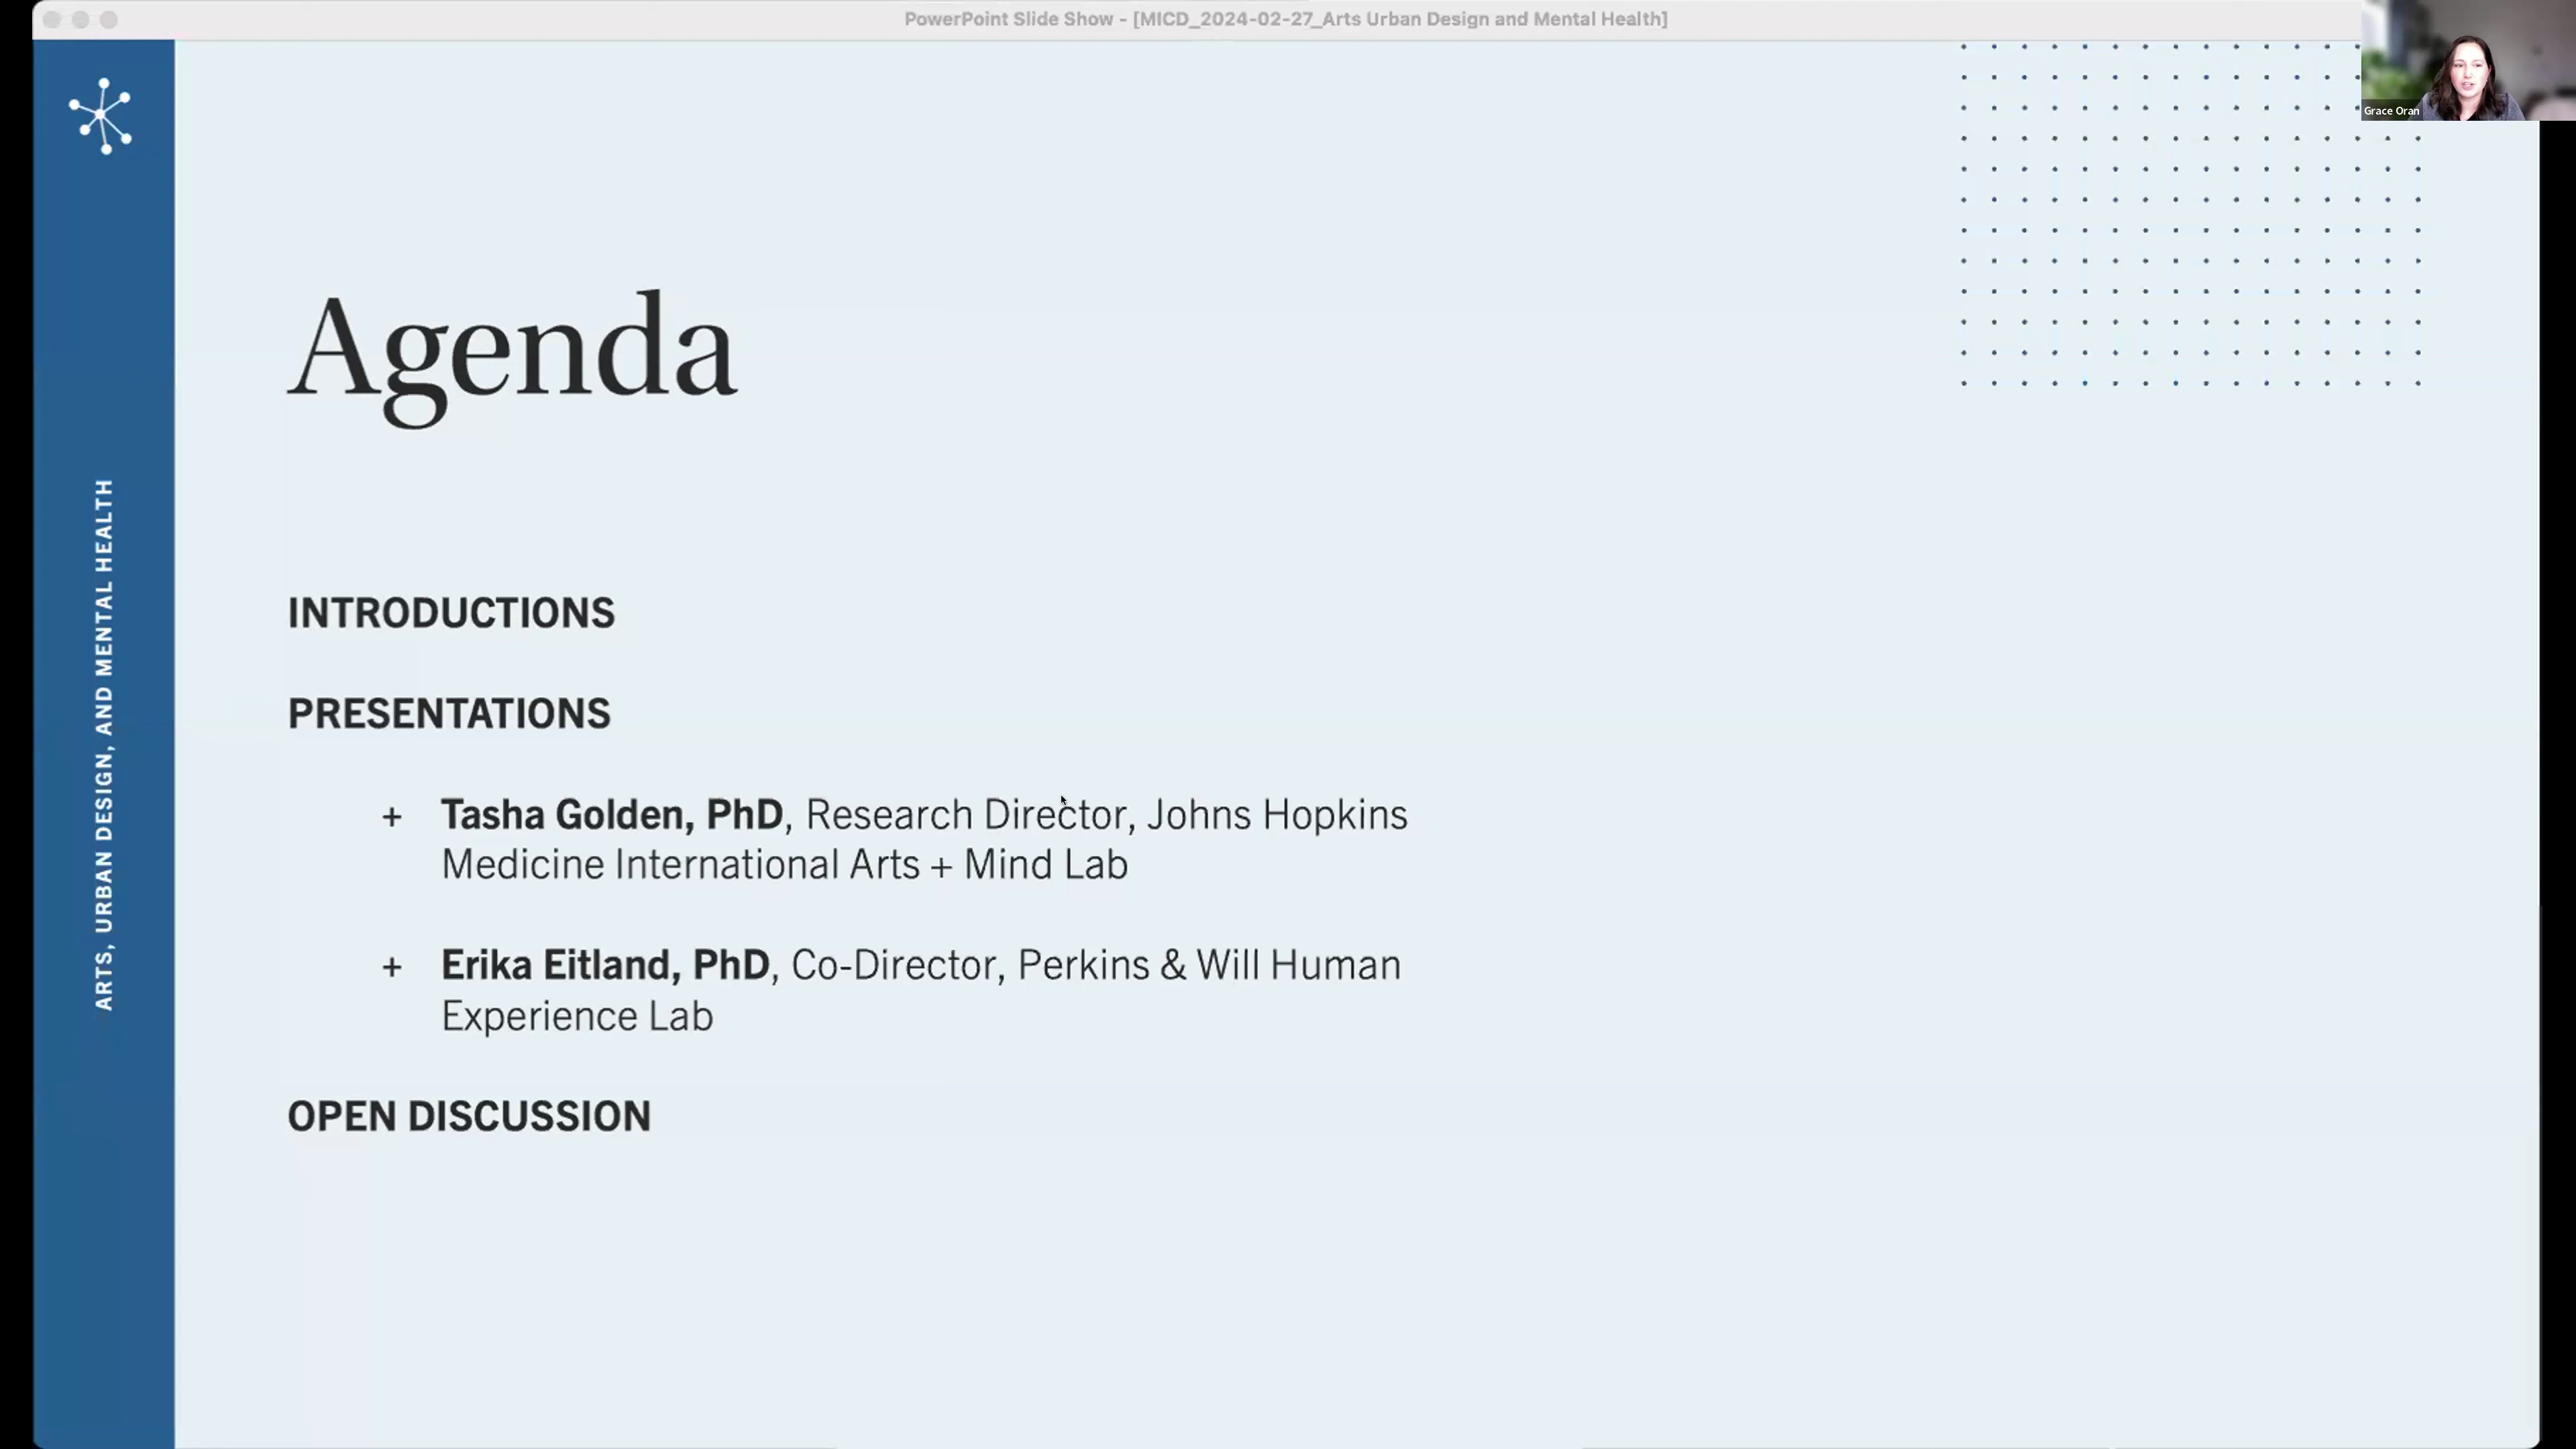 PowerPoint Slide Show - [MICD_2024-02-27_Arts Urban Design and Mental Health]
Grace Oran
ARTS, URBAN DESIGN, AND MENTAL HEALTH
Agenda
INTRODUCTIONS
PRESENTATIONS
+ Tasha Golden, PhD, Research Director, Johns Hopkins
Medicine International Arts + Mind Lab
+ Erika Eitland, PhD, Co-Director, Perkins & Will Human
Experience Lab
OPEN DISCUSSION